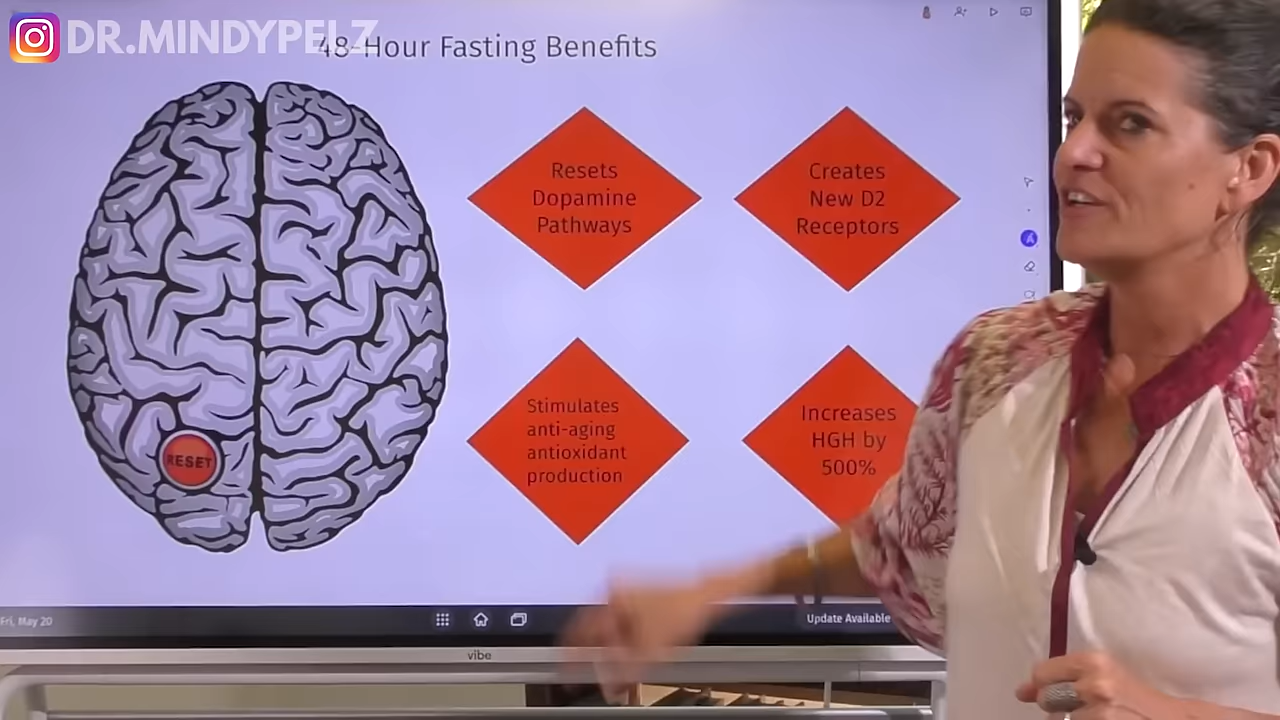 DR.MINDYPELZ
48-Hour Fasting Benefits
Resets
Dopamine
Pathways
Creates
New D2
Receptors
Stimulates
anti-aging
antioxidant
production
Increases
HGH by
500%
RESET
Fri, May 20
Update Available
vibe